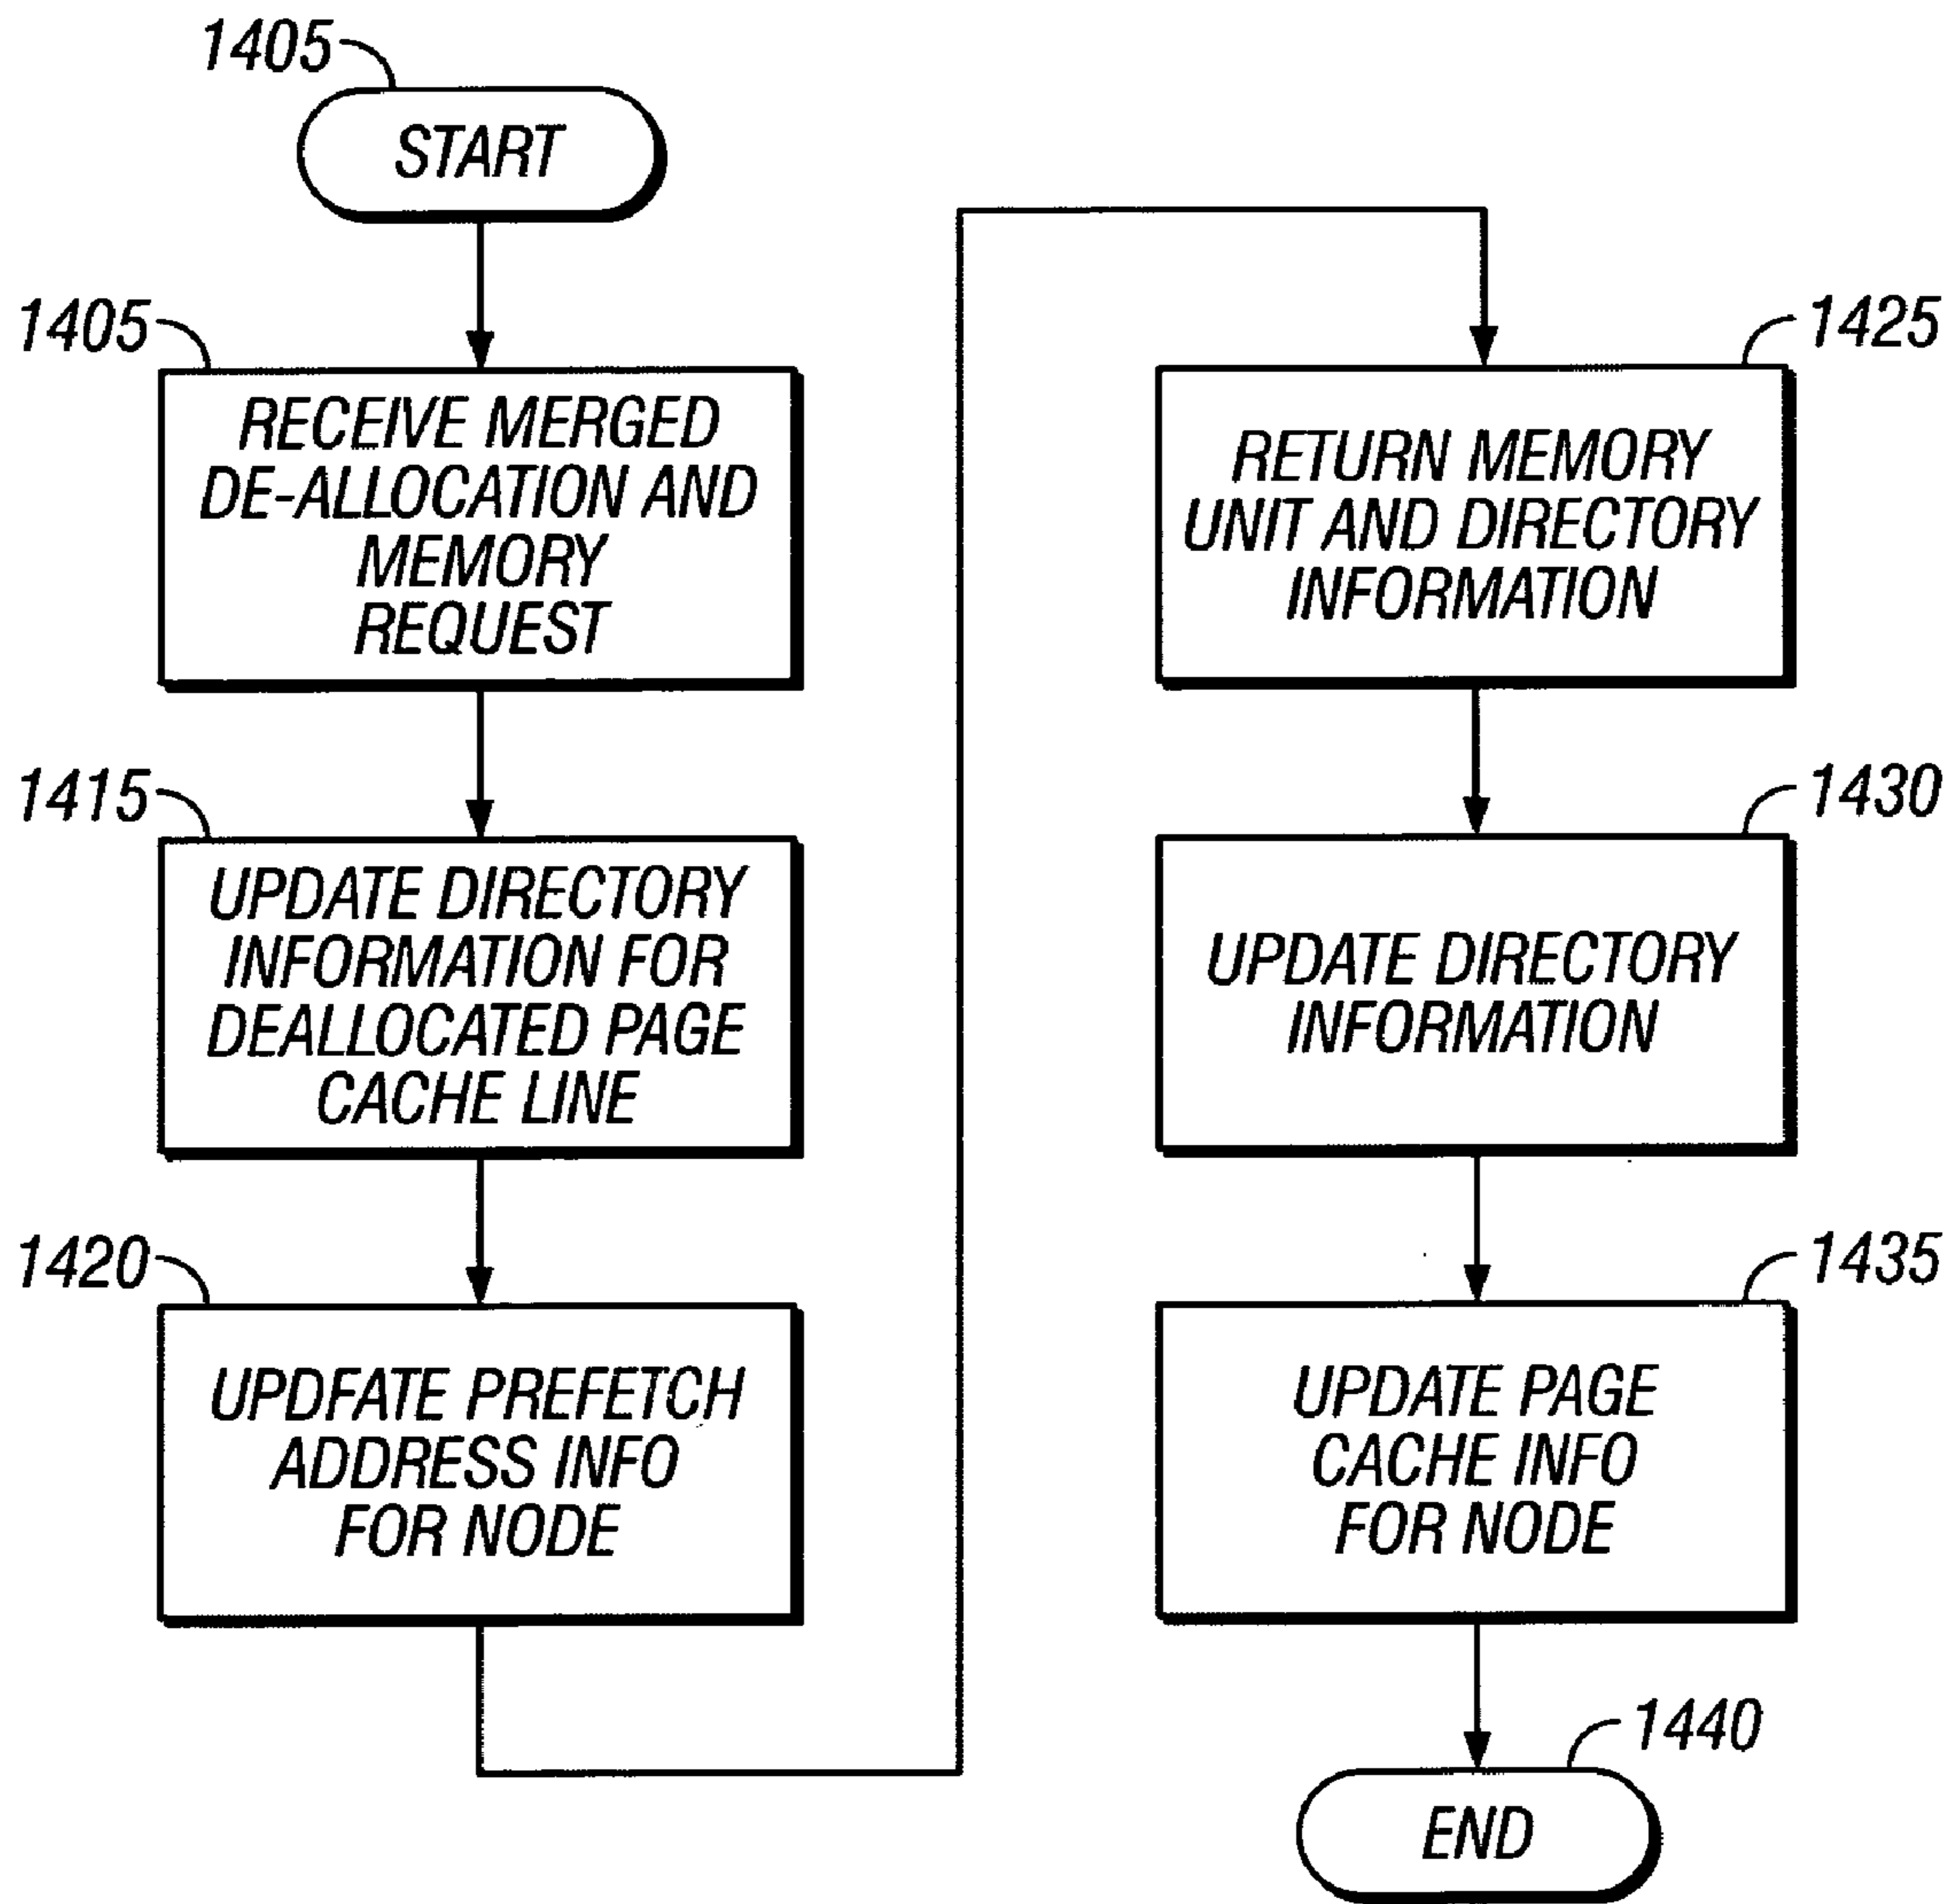 1405
START
1405
RECEIVE MERGED
DE-ALLOCATION AND
MEMORY
REQUEST
1415
UPDATE DIRECTORY
INFORMATION FOR
DEALLOCATED PAGE
CACHE LINE
1420
UPDFATE PREFETCH
ADDRESS INFO
FOR NODE
1425
RETURN MEMORY
UNIT AND DIRECTORY
INFORMATION
1430
UPDATE DIRECTORY
INFORMATION
1435
UPDATE PAGE
CACHE INFO
FOR NODE
1440
END